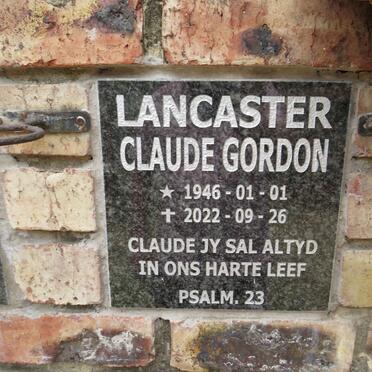 LANCASTER
CLAUDE GORDON
★ 1946 - 01 - 01
✝ 2022 - 09 - 26
CLAUDE JY SAL ALTYD
IN ONS HARTE LEEF
PSALM. 23